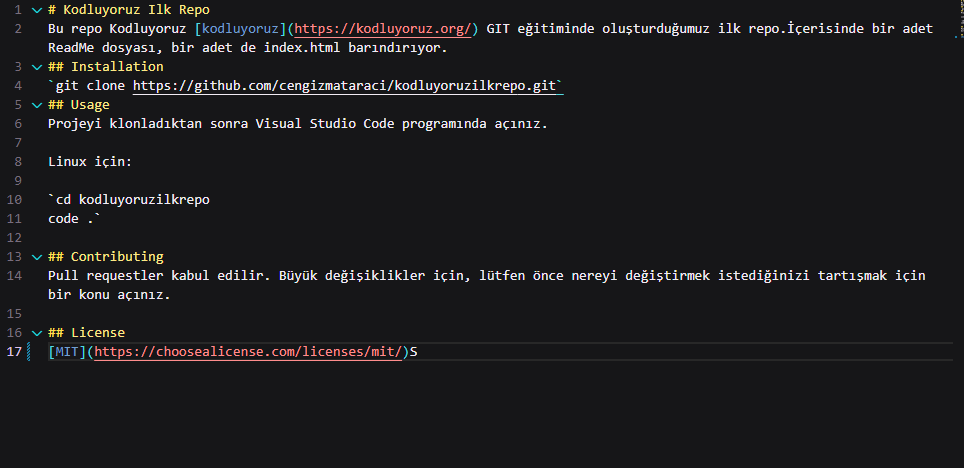 1 # Kodluyoruz Ilk Repo
2 Bu repo Kodluyoruz [kodluyoruz](https://kodluyoruz.org/) GIT eğitiminde oluşturduğumuz ilk repo.İçerisinde bir adet
ReadMe dosyası, bir adet de index.html barındırıyor.
3 ## Installation
4 `git clone https://github.com/cengizmataraci/kodluyoruzilkrepo.git`
5 ## Usage
6 Projeyi klonladıktan sonra Visual Studio Code programında açınız.
7
8 Linux için:
9
10 `cd kodluyoruzilkrepo
11 code .`
12
13 ## Contributing
14 Pull requestler kabul edilir. Büyük değişiklikler için, lütfen önce nereyi değiştirmek istediğinizi tartışmak için
bir konu açınız.
15
16 ## License
17 [MIT](https://choosealicense.com/licenses/mit/)S